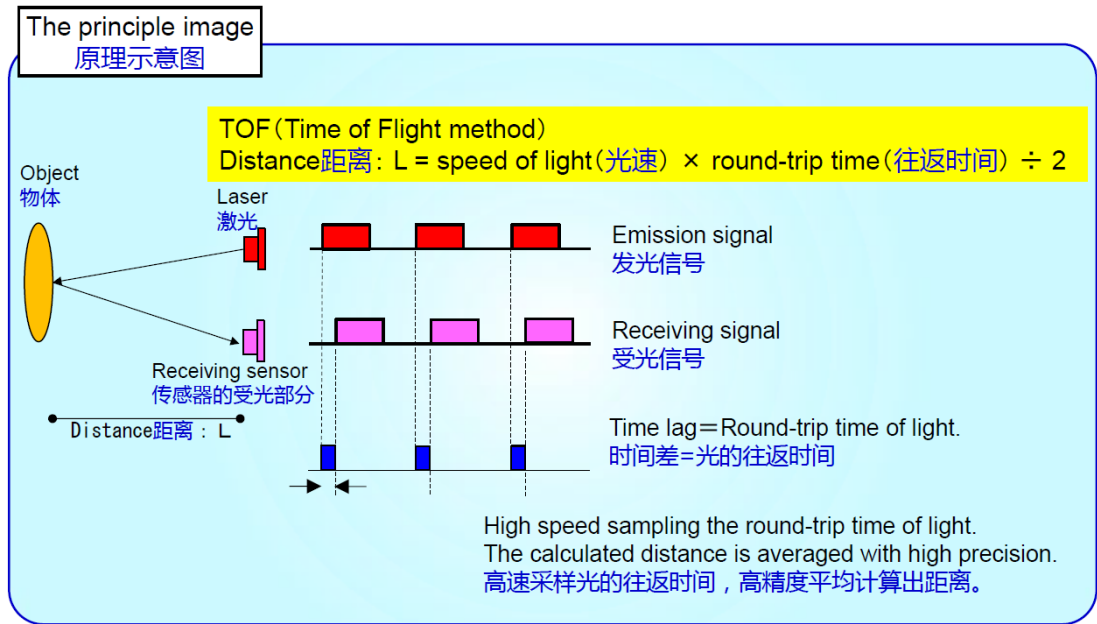 The principle image
原理示意图
TOF(Time of Flight method)
Distance距离: L = speed of light(光速) × round-trip time(往返时间) ÷ 2
Object
物体
Laser
激光
Emission signal
发光信号
Receiving signal
受光信号
Receiving sensor
传感器的受光部分
Distance距离: L
Time lag=Round-trip time of light.
时间差=光的往返时间
High speed sampling the round-trip time of light.
The calculated distance is averaged with high precision.
高速采样光的往返时间，高精度平均计算出距离。